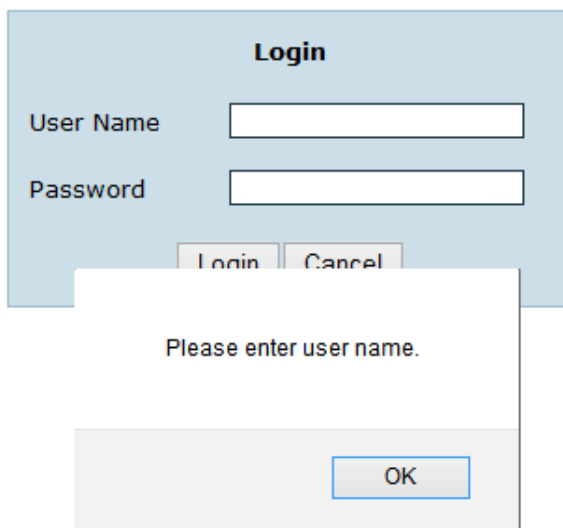 Login
User Name
Password
Login Cancel
Please enter user name.
OK